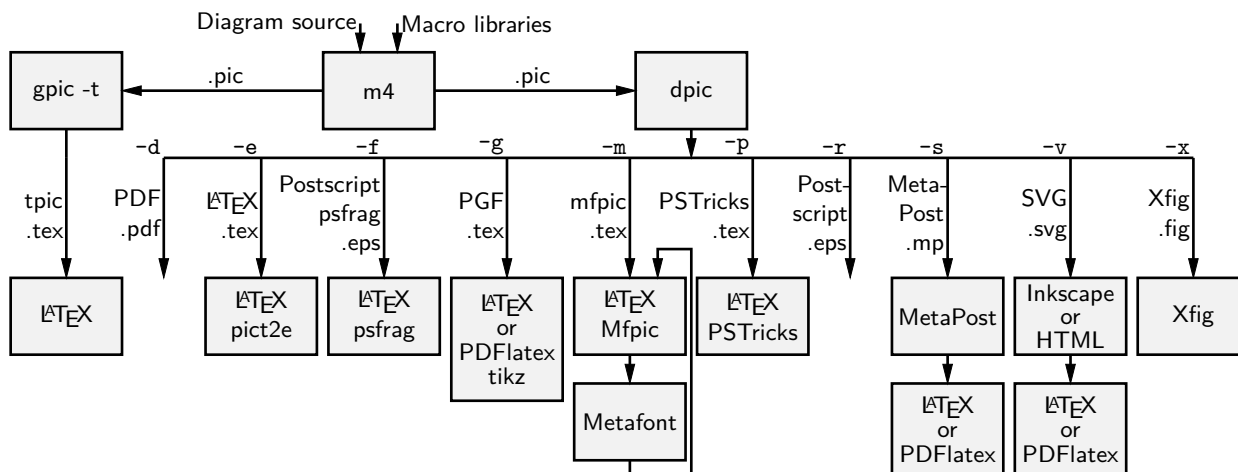 Diagram source
Macro libraries
gpic -t
.pic
m4
.pic
dpic
-d
-e
-f
-g
-m
-p
-r
-s
-v
-x
tpic
.tex
PDF
.pdf
LATEX
.tex
Postscript
psfrag
.eps
PGF
.tex
mfpic
.tex
PSTricks
.tex
Post-
script
.eps
Meta-
Post
.mp
SVG
.svg
Xfig
.fig
LATEX
LATEX
pict2e
LATEX
psfrag
LATEX
or
PDFlatex
tikz
LATEX
Mfpic
LATEX
PSTricks
MetaPost
Inkscape
or
HTML
Xfig
Metafont
LATEX
or
PDFlatex
LATEX
or
PDFlatex